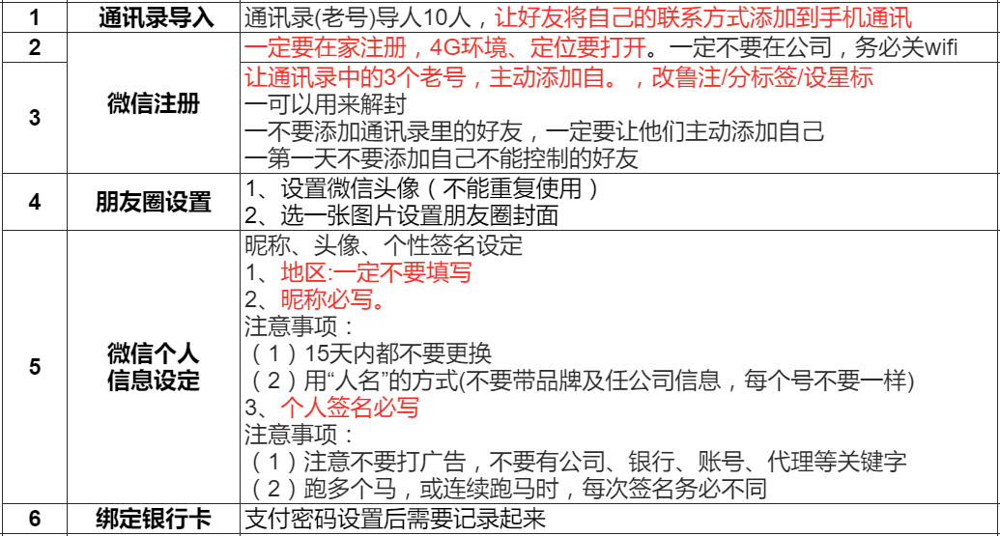 1 通讯录导入 通讯录(老号)导人10人，让好友将自己的联系方式添加到手机通讯
2 一定要在家注册，4G环境、定位要打开。一定不要在公司，务必关wifi
微信注册
3 让通讯录中的3个老号，主动添加自。，改鲁注/分标签/设星标
一可以用来解封
一不要添加通讯录里的好友，一定要让他们主动添加自己
一第一天不要添加自己不能控制的好友
4 朋友圈设置 1、设置微信头像（不能重复使用）
2、选一张图片设置朋友圈封面
5 微信个人
信息设定
昵称、头像、个性签名设定
1、地区:一定不要填写
2、昵称必写。
注意事项：
（1）15天内都不要更换
（2）用“人名”的方式(不要带品牌及任公司信息，每个号不要一样)
3、个人签名必写
注意事项：
（1）注意不要打广告，不要有公司、银行、账号、代理等关键字
（2）跑多个马，或连续跑马时，每次签名务必不同
6 绑定银行卡 支付密码设置后需要记录起来